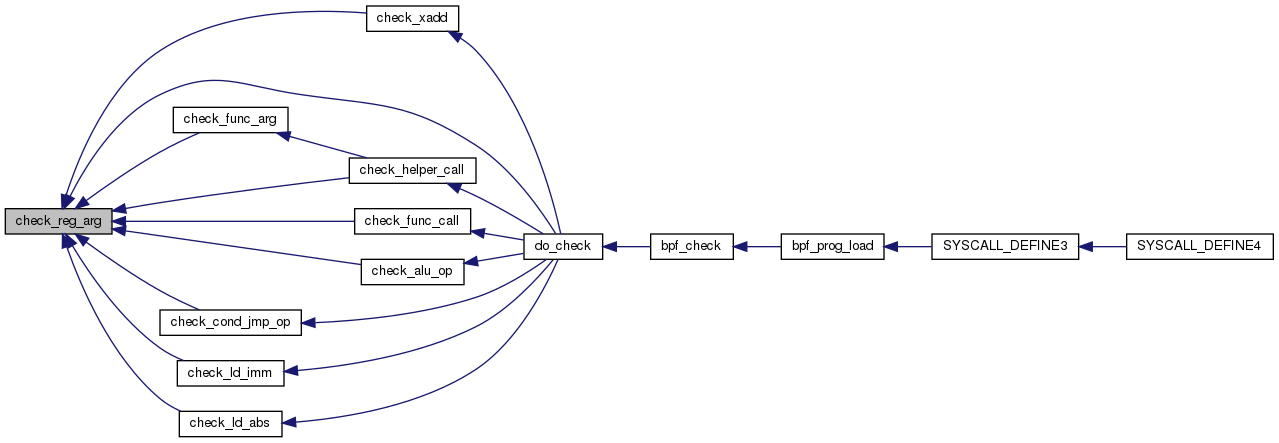 check_xadd
check_func_arg
check_helper_call
check_reg_arg
check_func_call
do_check
bpf_check
bpf_prog_load
SYSCALL_DEFINE3
SYSCALL_DEFINE4
check_alu_op
check_cond_jmp_op
check_ld_imm
check_ld_abs